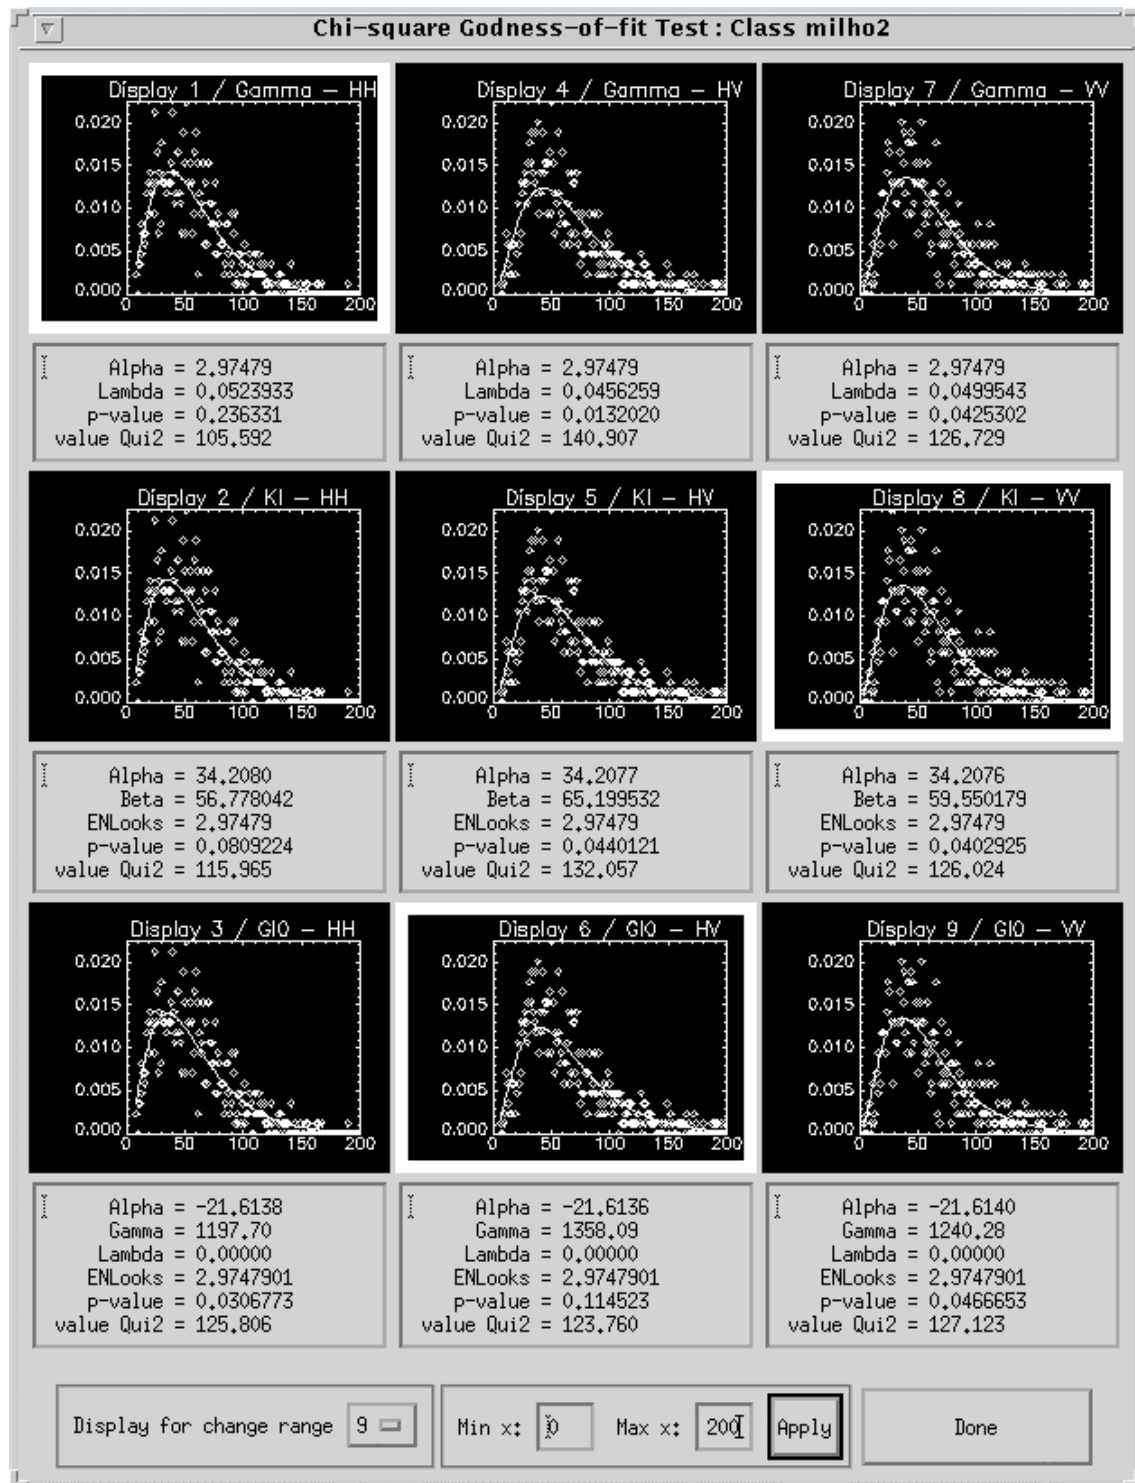 Chi-square Godness-of-fit Test : Class milho2
Display 1 / Gamma - HH
0.020
0.015
0.010
0.005
0.000
0 50 100 150 200
Display 4 / Gamma - HV
0.020
0.015
0.010
0.005
0.000
0 50 100 150 200
Display 7 / Gamma - VV
0.020
0.015
0.010
0.005
0.000
0 50 100 150 200
Alpha = 2.97479
Lambda = 0.0523933
p-value = 0.236331
value Qui2 = 105.592
Alpha = 2.97479
Lambda = 0.0456259
p-value = 0.0132020
value Qui2 = 140.907
Alpha = 2.97479
Lambda = 0.0499543
p-value = 0.0425302
value Qui2 = 126.729
Display 2 / KI - HH
0.020
0.015
0.010
0.005
0.000
0 50 100 150 200
Display 5 / KI - HV
0.020
0.015
0.010
0.005
0.000
0 50 100 150 200
Display 8 / KI - VV
0.020
0.015
0.010
0.005
0.000
0 50 100 150 200
Alpha = 34.2080
Beta = 56.778042
ENLooks = 2.97479
p-value = 0.0809224
value Qui2 = 115.965
Alpha = 34.2077
Beta = 65.199532
ENLooks = 2.97479
p-value = 0.0440121
value Qui2 = 132.057
Alpha = 34.2076
Beta = 59.550179
ENLooks = 2.97479
p-value = 0.0402925
value Qui2 = 126.024
Display 3 / GI0 - HH
0.020
0.015
0.010
0.005
0.000
0 50 100 150 200
Display 6 / GI0 - HV
0.020
0.015
0.010
0.005
0.000
0 50 100 150 200
Display 9 / GI0 - VV
0.020
0.015
0.010
0.005
0.000
0 50 100 150 200
Alpha = -21.6138
Gamma = 1197.70
Lambda = 0.00000
ENLooks = 2.9747901
p-value = 0.0306773
value Qui2 = 125.806
Alpha = -21.6136
Gamma = 1358.09
Lambda = 0.00000
ENLooks = 2.9747901
p-value = 0.114523
value Qui2 = 123.760
Alpha = -21.6140
Gamma = 1240.28
Lambda = 0.00000
ENLooks = 2.9747901
p-value = 0.0466653
value Qui2 = 127.123
Display for change range 9 Min x: 0 Max x: 200 Apply Done